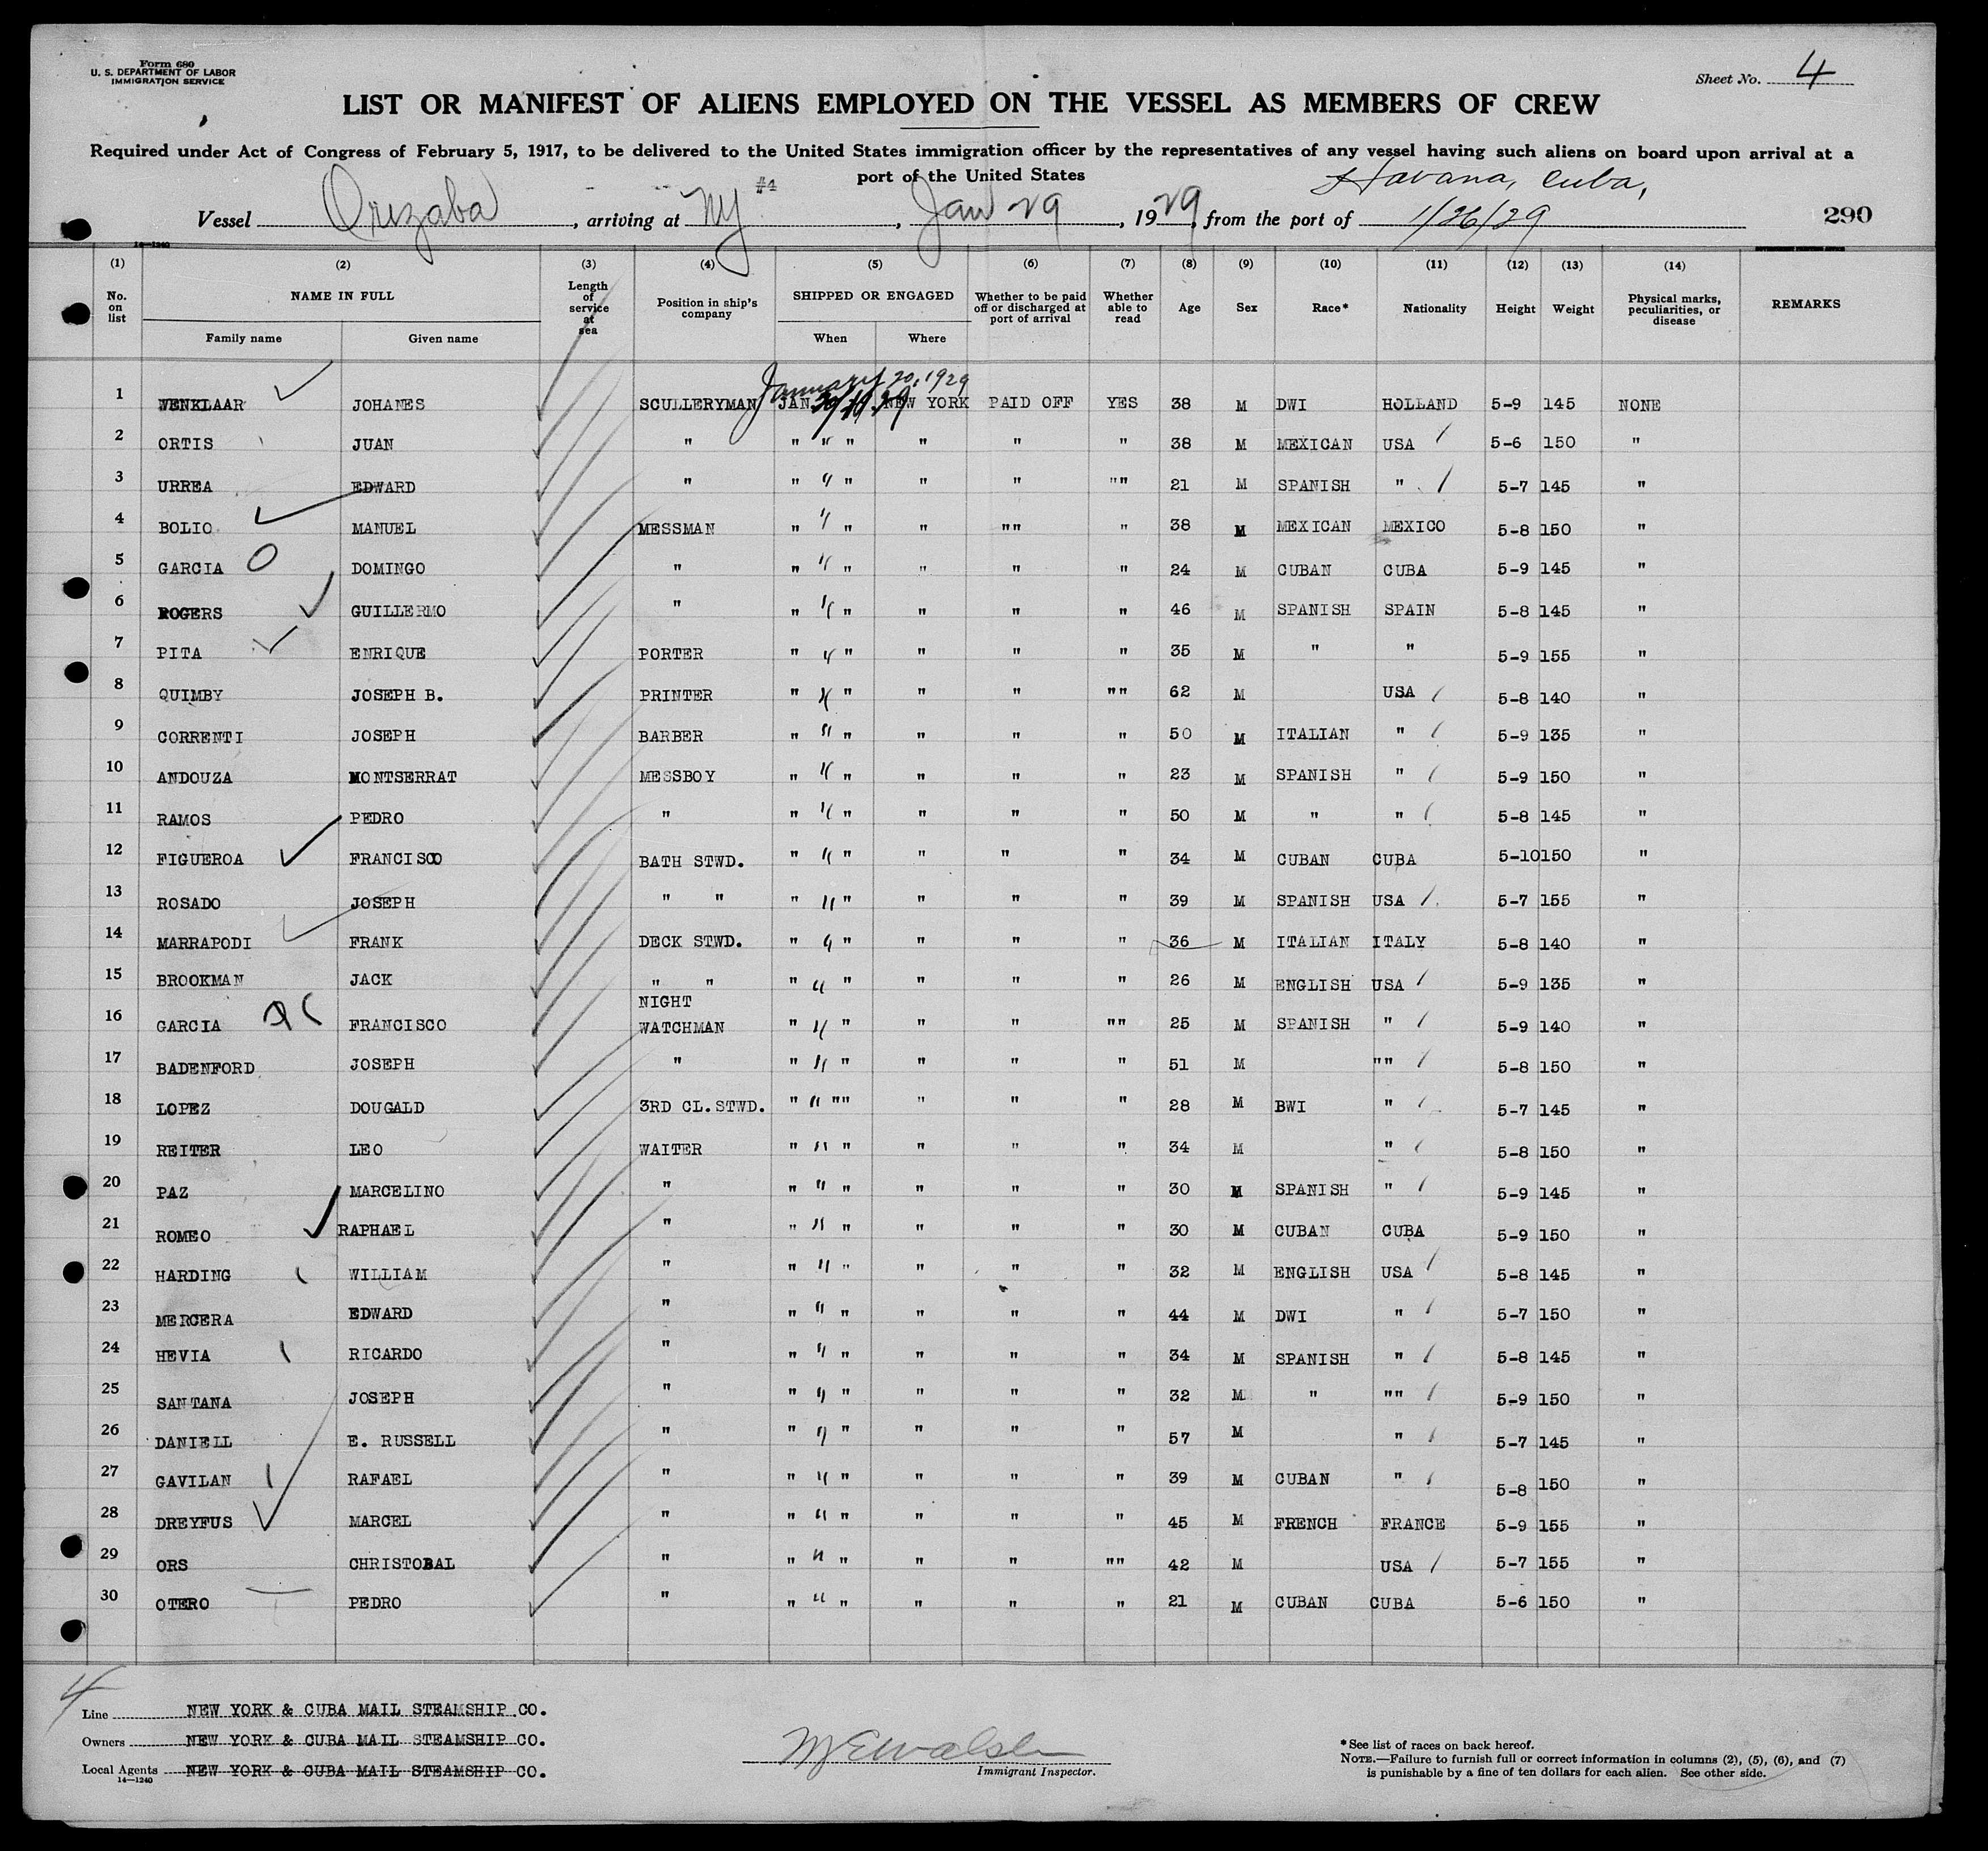 Form 680
U. S. DEPARTMENT OF LABOR
IMMIGRATION SERVICE
Sheet No. 4
LIST OR MANIFEST OF ALIENS EMPLOYED ON THE VESSEL AS MEMBERS OF CREW
Required under Act of Congress of February 5, 1917, to be delivered to the United States immigration officer by the representatives of any vessel having such aliens on board upon arrival at a
port of the United States
#4
Havana, Cuba,
Vessel Orizaba, arriving at NY, Jan 29, 1929, from the port of 1/26/29
290
14—1240
(1) (2) (3) (4) (5) (6) (7) (8) (9) (10) (11) (12) (13) (14)
No. on list NAME IN FULL Length of service at sea Position in ship's company SHIPPED OR ENGAGED Whether to be paid off or discharged at port of arrival Whether able to read Age Sex Race* Nationality Height Weight Physical marks, peculiarities, or disease REMARKS
Family name Given name When Where
January 20, 1929
1 WENKLAAR JOHANES SCULLERYMAN JAN NEW YORK PAID OFF YES 38 M DWI HOLLAND 5-9 145 NONE
2 ORTIS JUAN " " " " " " " 38 M MEXICAN USA 5-6 150 "
3 URREA EDWARD " " " " " " "" 21 M SPANISH " 5-7 145 "
4 BOLIO MANUEL MESSMAN " " " " "" " 38 M MEXICAN MEXICO 5-8 150 "
5 GARCIA DOMINGO " " " " " " " 24 M CUBAN CUBA 5-9 145 "
6 ROGERS GUILLERMO " " " " " " " 46 M SPANISH SPAIN 5-8 145 "
7 PITA ENRIQUE PORTER " " " " " " 35 M " " 5-9 155 "
8 QUIMBY JOSEPH B. PRINTER " " " " " "" 62 M USA 5-8 140 "
9 CORRENTI JOSEPH BARBER " " " " " " 50 M ITALIAN " 5-9 135 "
10 ANDOUZA MONTSERRAT MESSBOY " " " " " " 23 M SPANISH " 5-9 150 "
11 RAMOS PEDRO " " " " " " " 50 M " " 5-8 145 "
12 FIGUEROA FRANCISCO BATH STWD. " " " " " " 34 M CUBAN CUBA 5-10 150 "
13 ROSADO JOSEPH " " " " " " " " 39 M SPANISH USA 5-7 155 "
14 MARRAPODI FRANK DECK STWD. " " " " " " 36 M ITALIAN ITALY 5-8 140 "
15 BROOKMAN JACK " " " " " " " " 26 M ENGLISH USA 5-9 135 "
16 GARCIA FRANCISCO NIGHT WATCHMAN " " " " " "" 25 M SPANISH " 5-9 140 "
17 BADENFORD JOSEPH " " " " " " " 51 M "" 5-8 150 "
18 LOPEZ DOUGALD 3RD CL.STWD. " " "" " " " 28 M BWI " 5-7 145 "
19 REITER LEO WAITER " " " " " " 34 M " 5-8 150 "
20 PAZ MARCELINO " " " " " " " 30 M SPANISH " 5-9 145 "
21 ROMEO RAPHAEL " " " " " " " 30 M CUBAN CUBA 5-9 150 "
22 HARDING WILLIAM " " " " " " " 32 M ENGLISH USA 5-8 145 "
23 MERCERA EDWARD " " " " " " " 44 M DWI " 5-7 150 "
24 HEVIA RICARDO " " " " " " " 34 M SPANISH " 5-8 145 "
25 SANTANA JOSEPH " " " " " " " 32 M " "" 5-9 150 "
26 DANIELL E. RUSSELL " " " " " " " 57 M " 5-7 145 "
27 GAVILAN RAFAEL " " " " " " " 39 M CUBAN " 5-8 150 "
28 DREYFUS MARCEL " " " " " " " 45 M FRENCH FRANCE 5-9 155 "
29 ORS CHRISTOBAL " " " " " " "" 42 M USA 5-7 155 "
30 OTERO PEDRO " " " " " " " 21 M CUBAN CUBA 5-6 150 "
4
Line NEW YORK & CUBA MAIL STEAMSHIP CO.
Owners NEW YORK & CUBA MAIL STEAMSHIP CO.
Local Agents NEW YORK & CUBA MAIL STEAMSHIP CO.
14—1240
M E Walsh
Immigrant Inspector.
*See list of races on back hereof.
NOTE.—Failure to furnish full or correct information in columns (2), (5), (6), and (7)
is punishable by a fine of ten dollars for each alien. See other side.